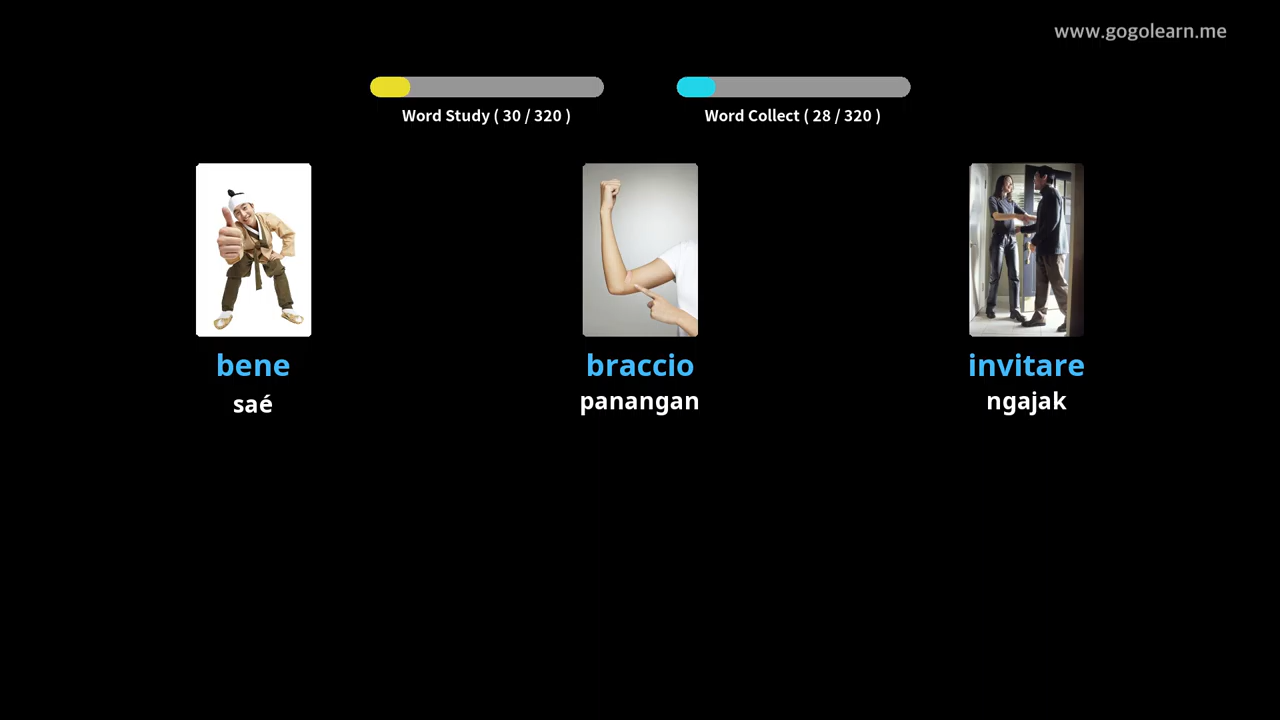 www.gogolearn.me
Word Study ( 30 / 320 )
Word Collect ( 28 / 320 )
bene
saé
braccio
panangan
invitare
ngajak